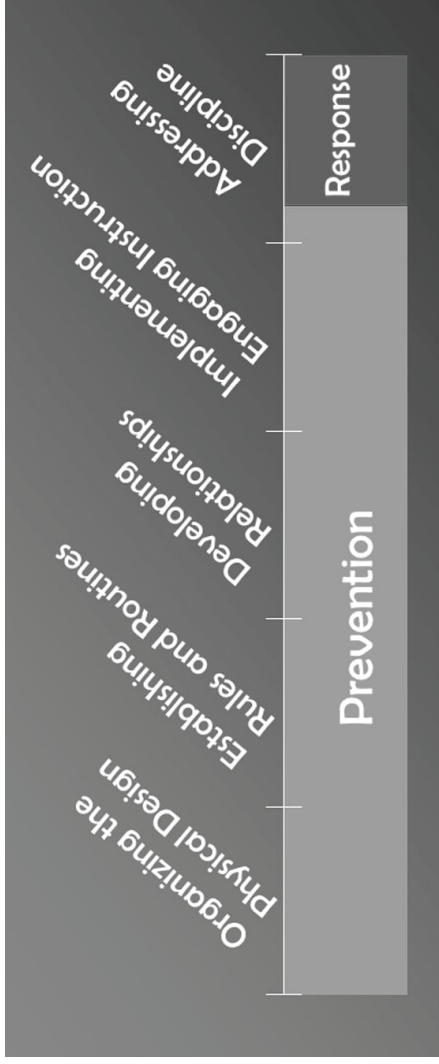 Organizing the
Physical Design
Establishing
Rules and Routines
Developing
Relationships
Implementing
Engaging Instruction
Addressing
Discipline
Prevention
Response